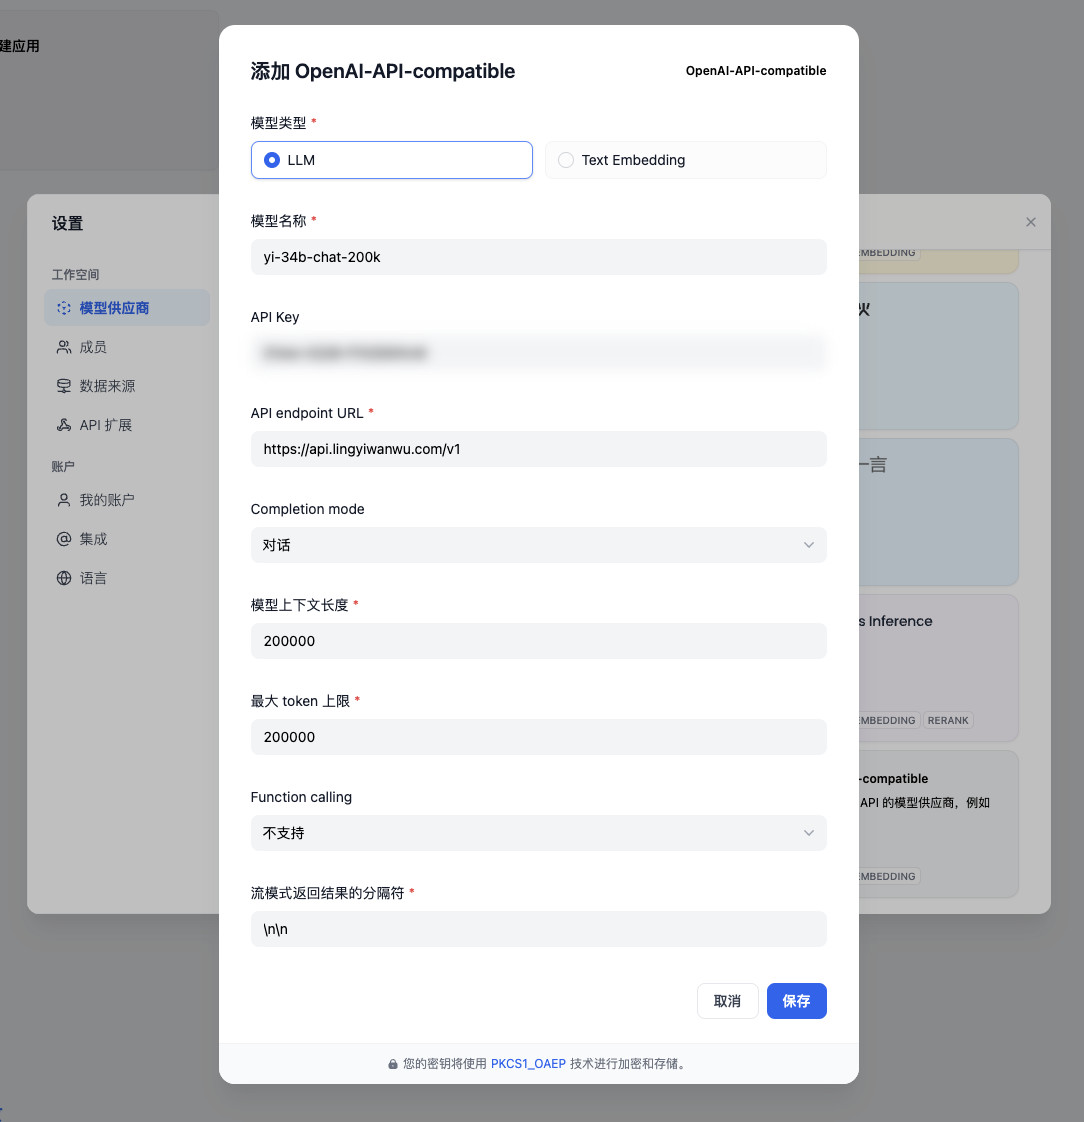 建应用
添加 OpenAI-API-compatible
OpenAI-API-compatible
模型类型 *
LLM
Text Embedding
模型名称 *
yi-34b-chat-200k
API Key
API endpoint URL *
https://api.lingyiwanwu.com/v1
Completion mode
对话
模型上下文长度 *
200000
最大 token 上限 *
200000
Function calling
不支持
流模式返回结果的分隔符 *
\n\n
取消
保存
您的密钥将使用 PKCS1_OAEP 技术进行加密和存储。
设置
工作空间
模型供应商
成员
数据来源
API 扩展
账户
我的账户
集成
语言
EMBEDDING
火
一言
s Inference
EMBEDDING
RERANK
-compatible
API 的模型供应商，例如
EMBEDDING